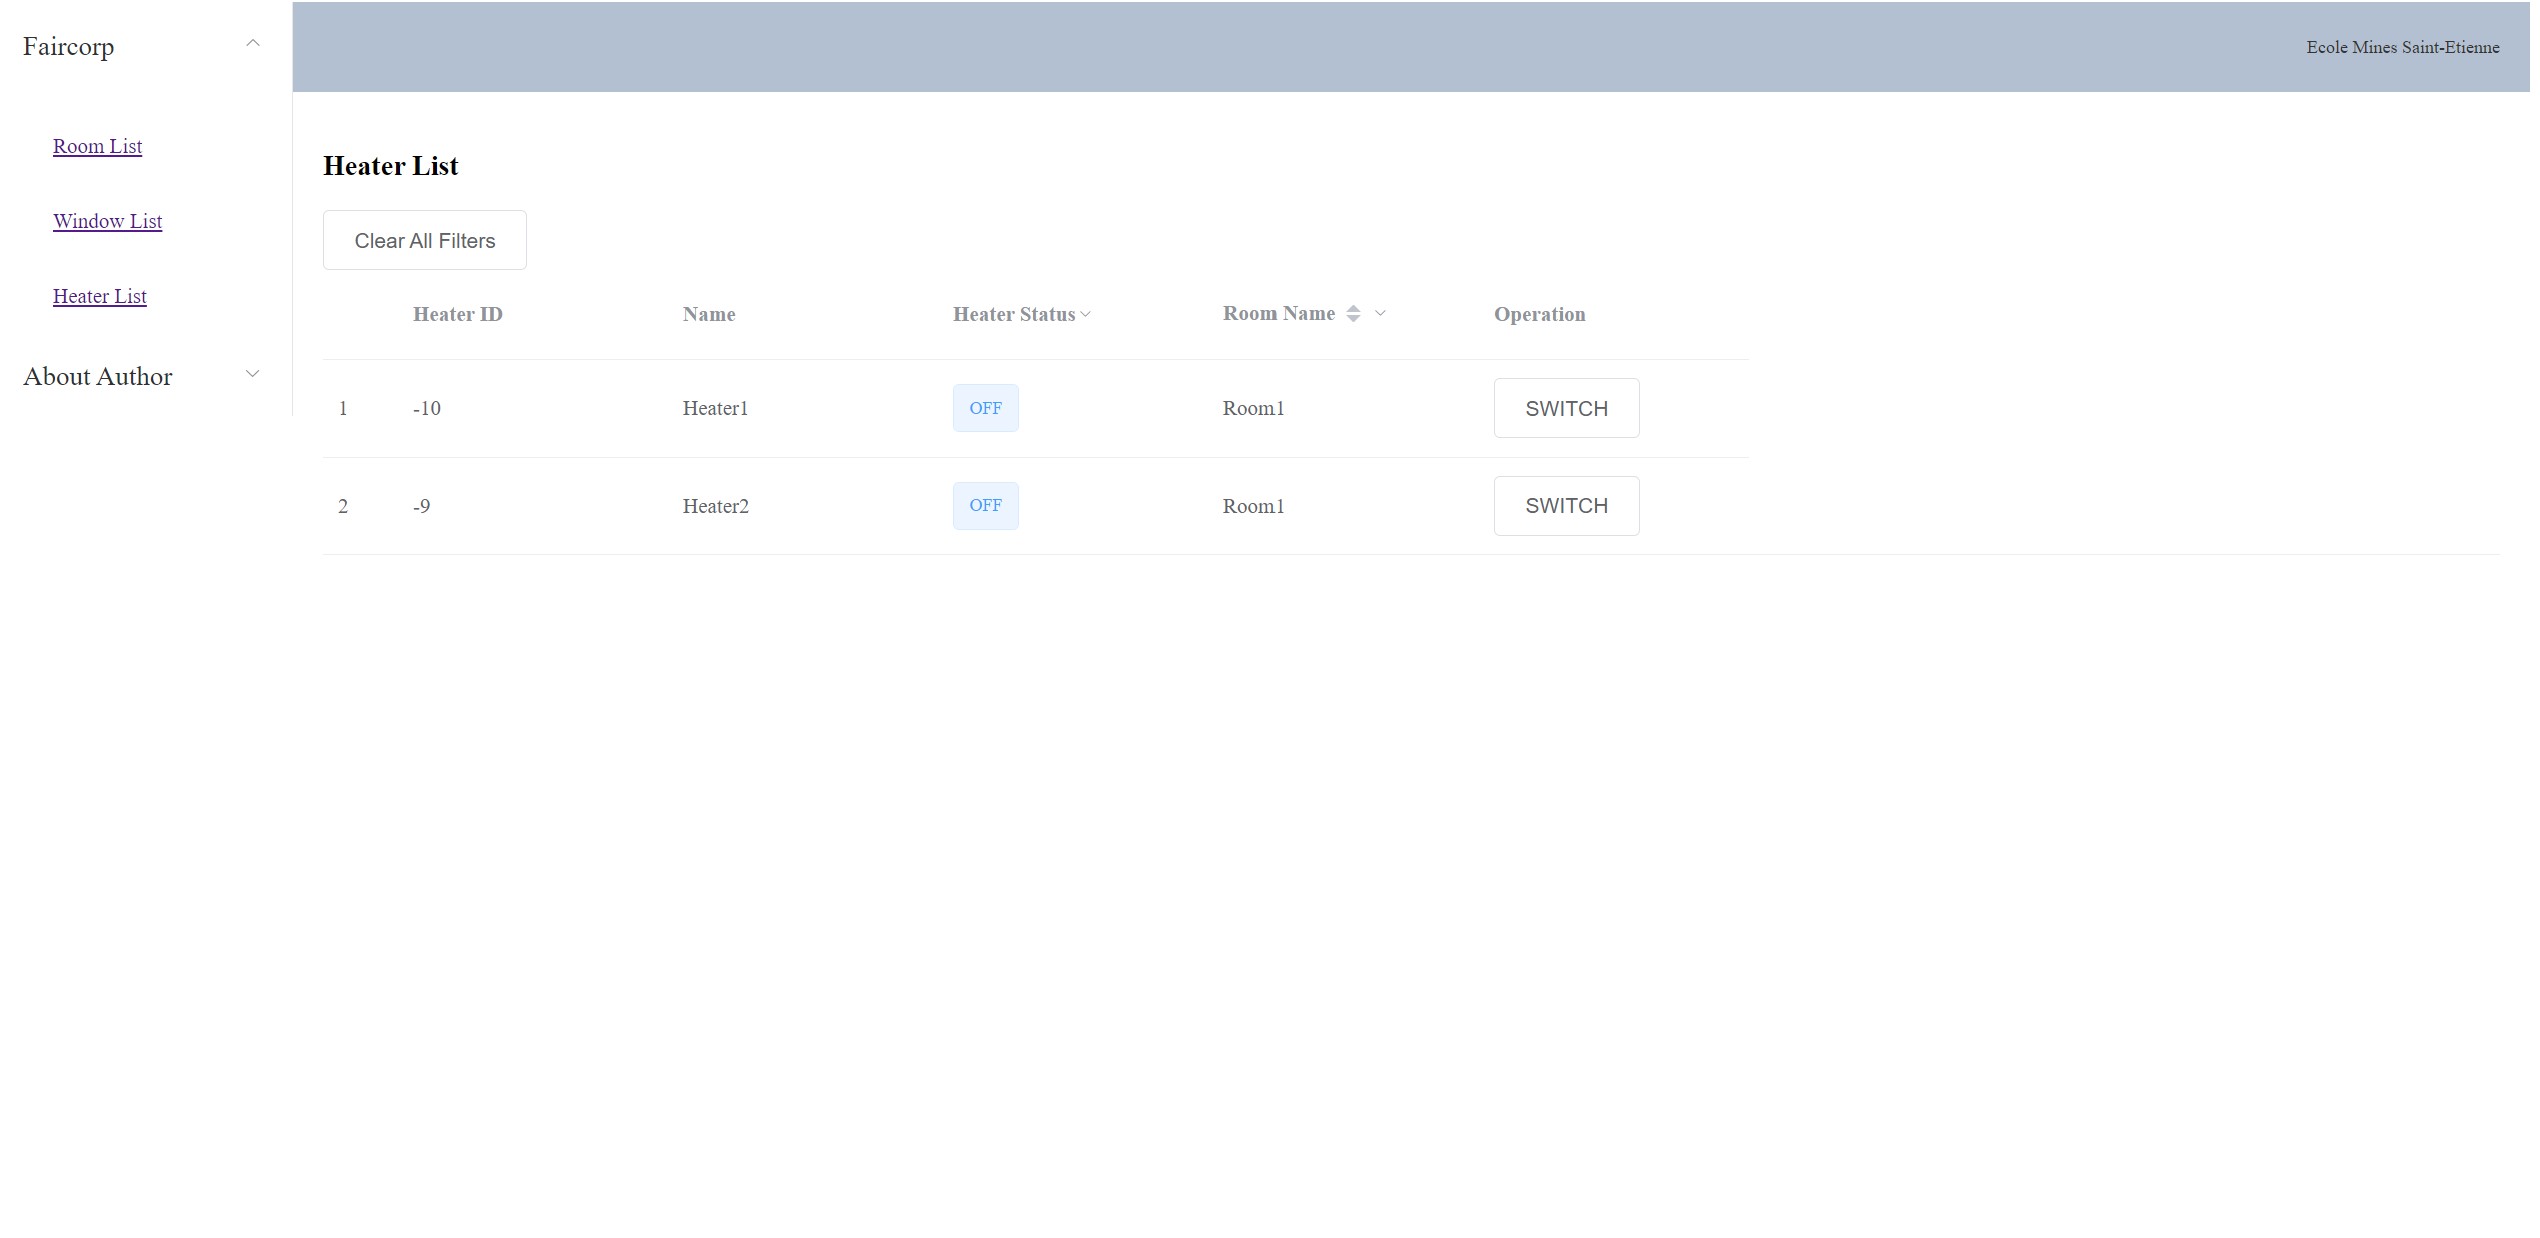 Faircorp
Ecole Mines Saint-Etienne
Room List
Window List
Heater List
About Author
Heater List
Clear All Filters
Heater ID Name Heater Status Room Name Operation
1 -10 Heater1 OFF Room1 SWITCH
2 -9 Heater2 OFF Room1 SWITCH